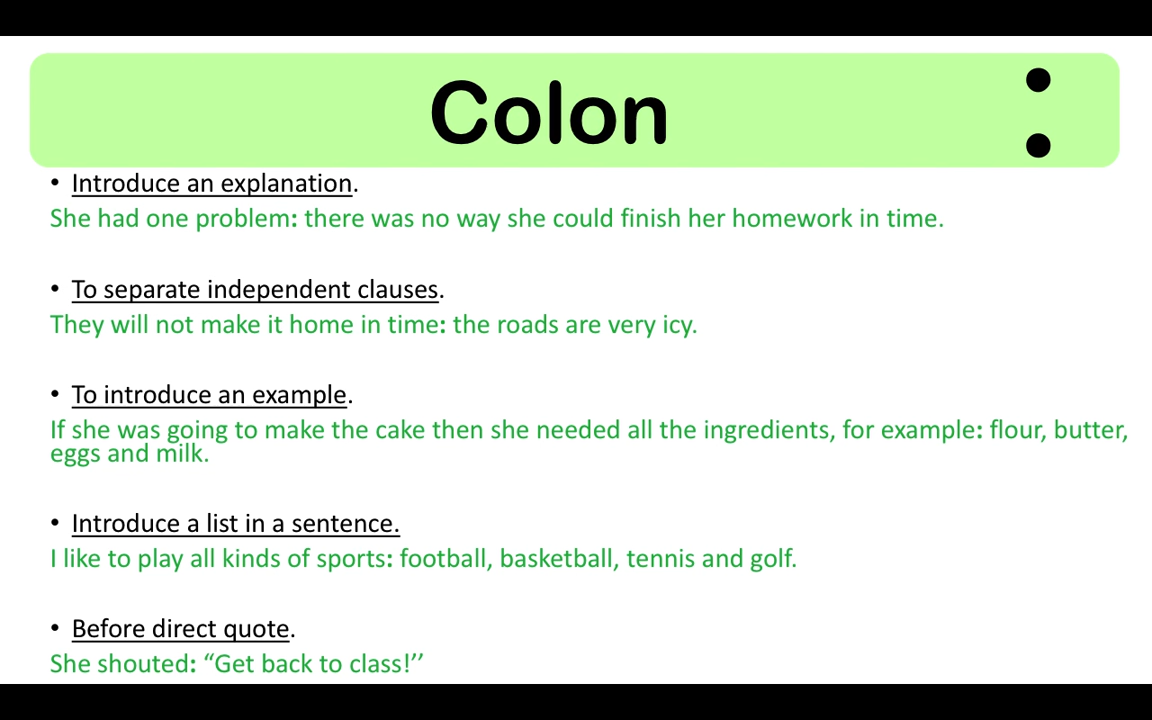 Colon :
• Introduce an explanation.
She had one problem: there was no way she could finish her homework in time.
• To separate independent clauses.
They will not make it home in time: the roads are very icy.
• To introduce an example.
If she was going to make the cake then she needed all the ingredients, for example: flour, butter,
eggs and milk.
• Introduce a list in a sentence.
I like to play all kinds of sports: football, basketball, tennis and golf.
• Before direct quote.
She shouted: “Get back to class!’’